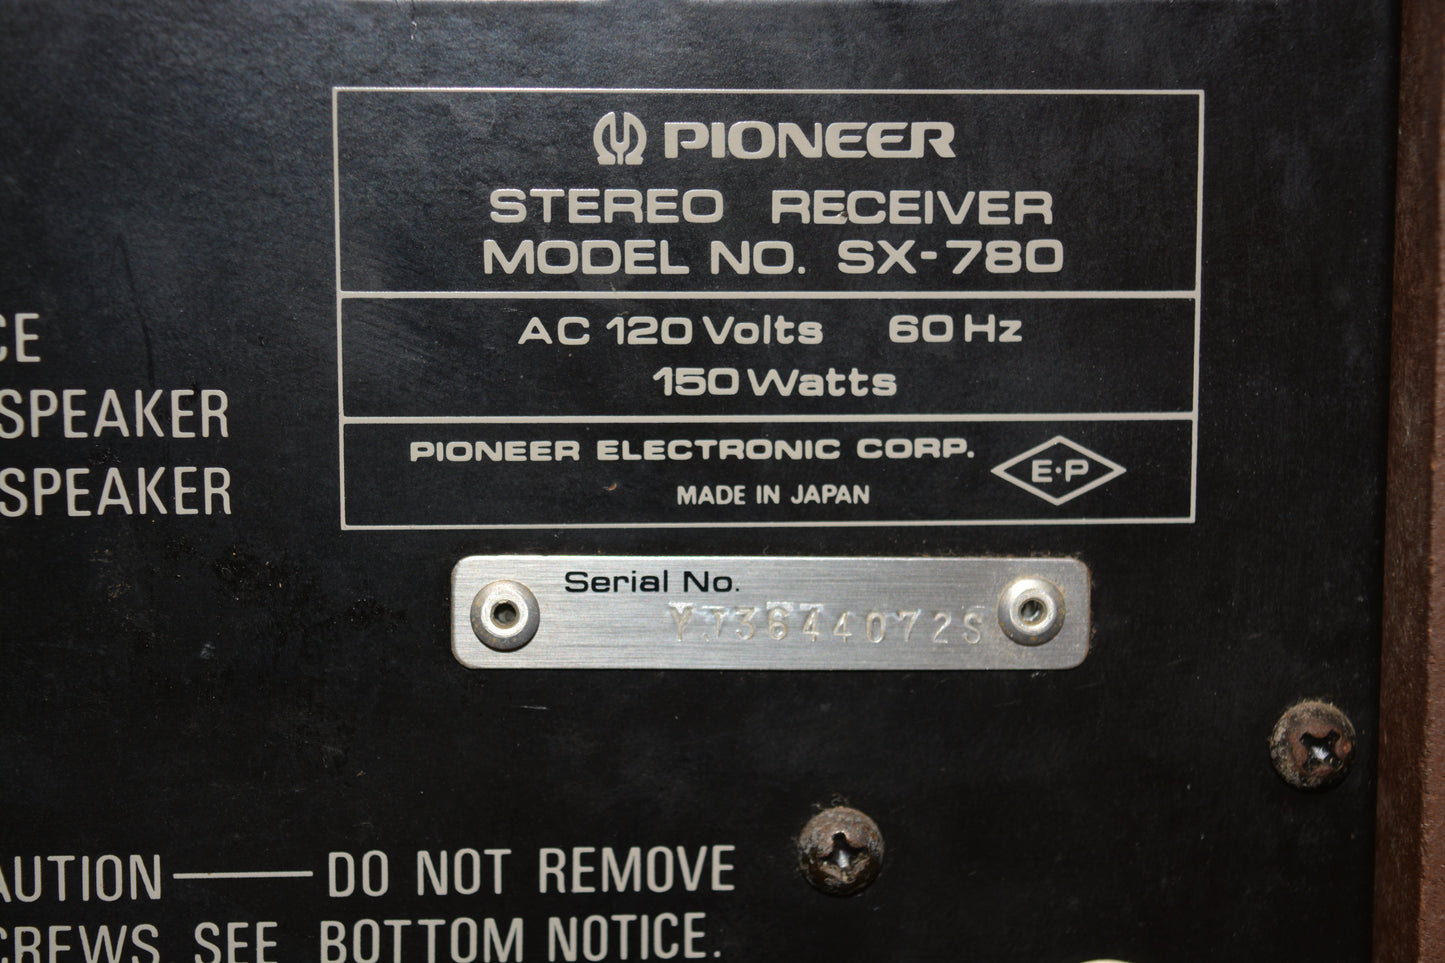 PIONEER
STEREO RECEIVER
MODEL NO. SX-780
AC 120 Volts 60 Hz
150 Watts
PIONEER ELECTRONIC CORP.
E·P
MADE IN JAPAN
CE
SPEAKER
SPEAKER
Serial No.
YJ3644072S
AUTION — DO NOT REMOVE
CREWS SEE BOTTOM NOTICE.